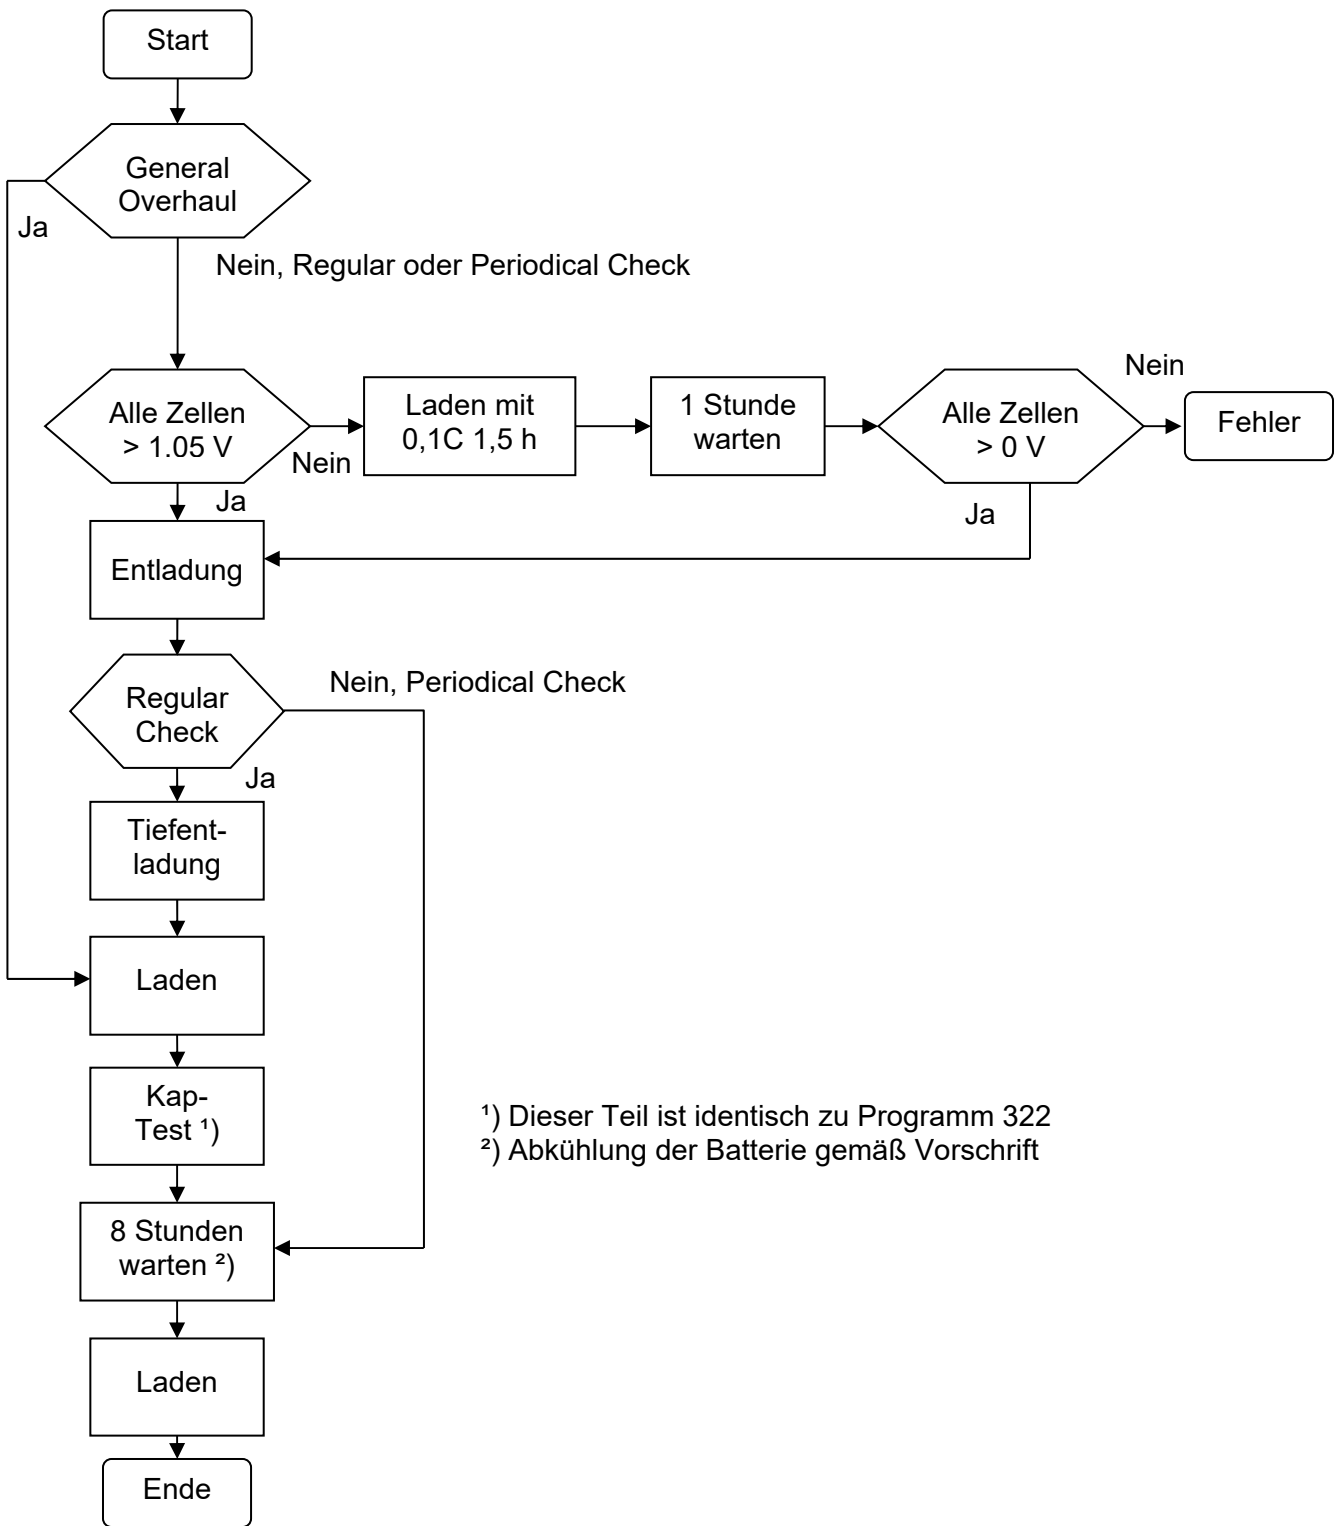 Start
General
Overhaul
Ja
Nein, Regular oder Periodical Check
Alle Zellen
> 1.05 V
Nein
Laden mit
0,1C 1,5 h
1 Stunde
warten
Alle Zellen
> 0 V
Nein
Fehler
Ja
Ja
Entladung
Regular
Check
Nein, Periodical Check
Ja
Tiefent-
ladung
Laden
Kap-
Test ¹)
¹) Dieser Teil ist identisch zu Programm 322
²) Abkühlung der Batterie gemäß Vorschrift
8 Stunden
warten ²)
Laden
Ende